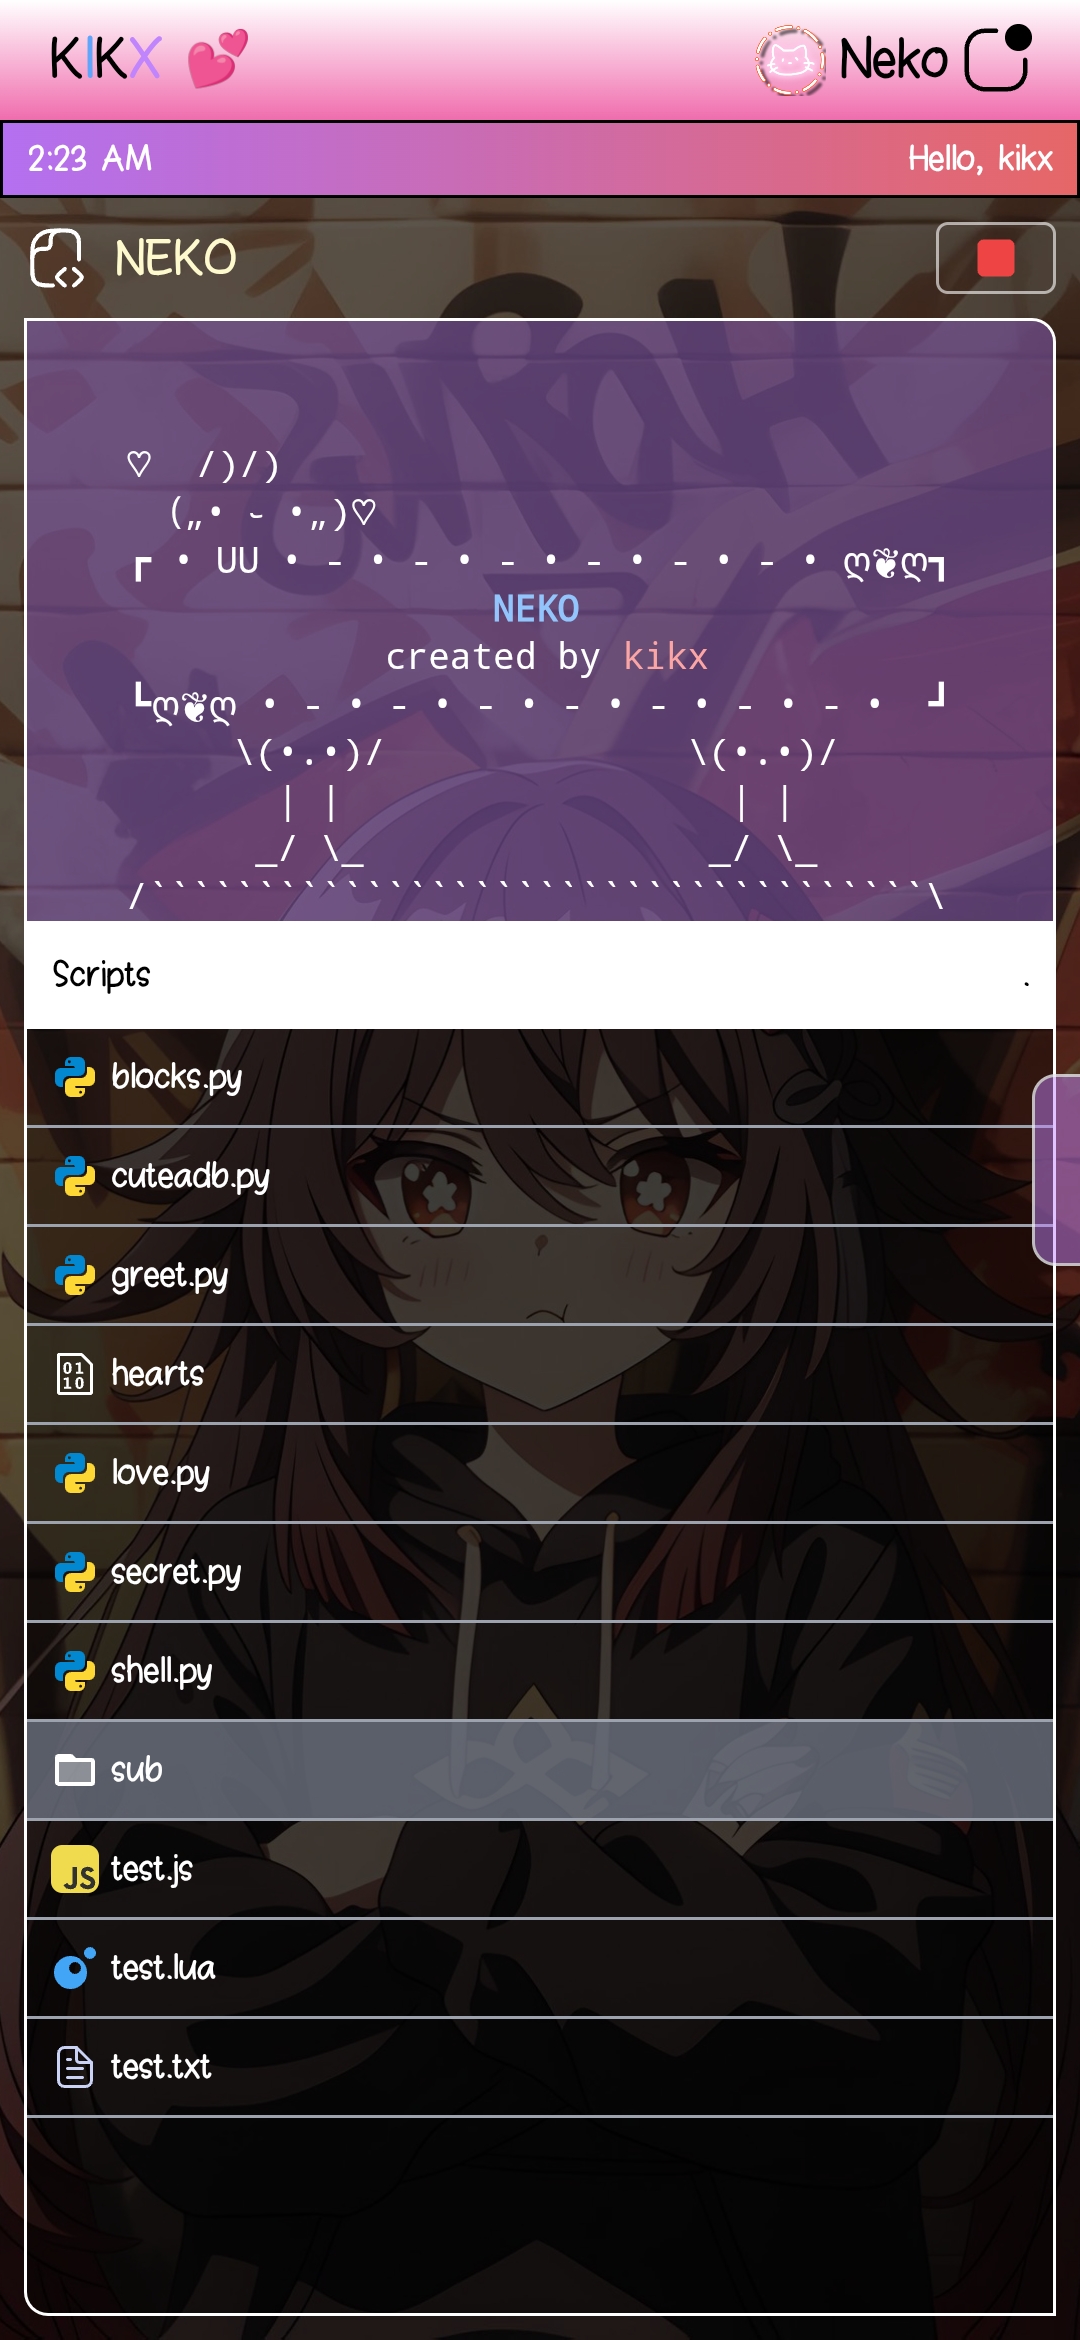 KIKX 💕 Neko
2:23 AM Hello, kikx
NEKO
♡  /)/)
(„• ᵕ •„)♡
┏ • UU • - • - • - • - • - • - • ღ❦ღ┓
NEKO
created by kikx
┗ღ❦ღ • - • - • - • - • - • - • - •  ┛
\(•.•)/ \(•.•)/
| | | |
_/ \_ _/ \_
/````````````````````````````````````\
Scripts .
blocks.py
cuteadb.py
greet.py
hearts
love.py
secret.py
shell.py
sub
JS test.js
test.lua
test.txt